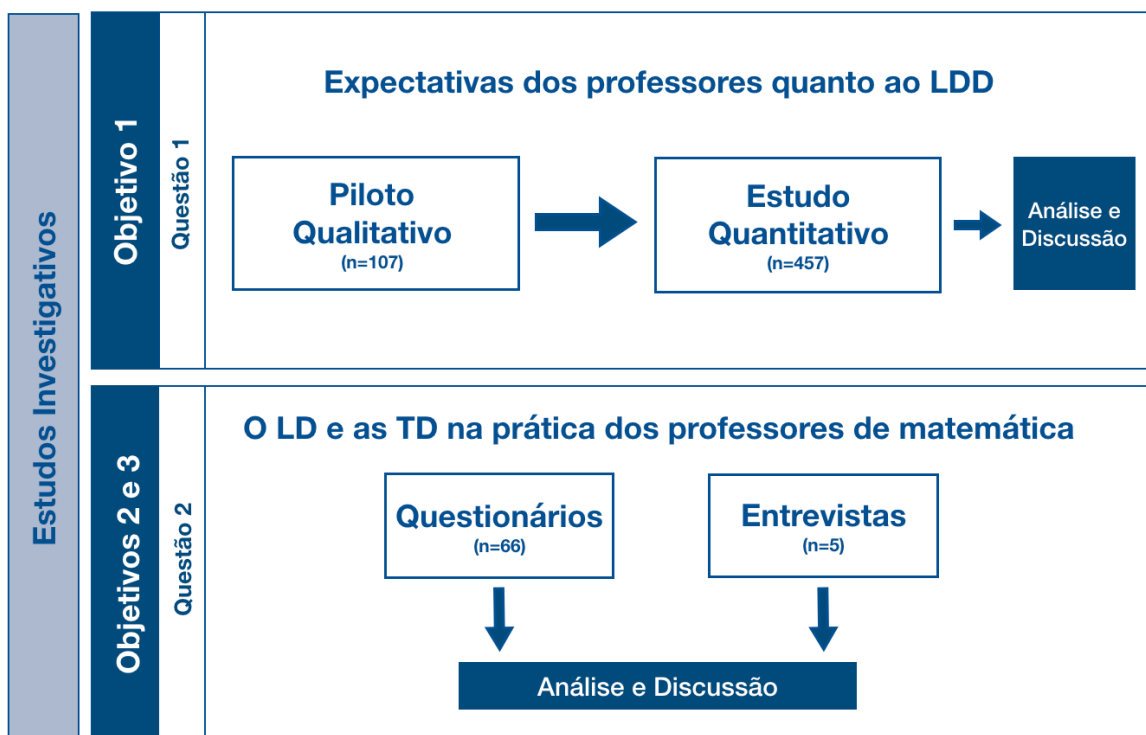 Estudos Investigativos
Objetivo 1
Questão 1
Expectativas dos professores quanto ao LDD
Piloto
Qualitativo
(n=107)
Estudo
Quantitativo
(n=457)
Análise e
Discussão
Objetivos 2 e 3
Questão 2
O LD e as TD na prática dos professores de matemática
Questionários
(n=66)
Entrevistas
(n=5)
Análise e Discussão